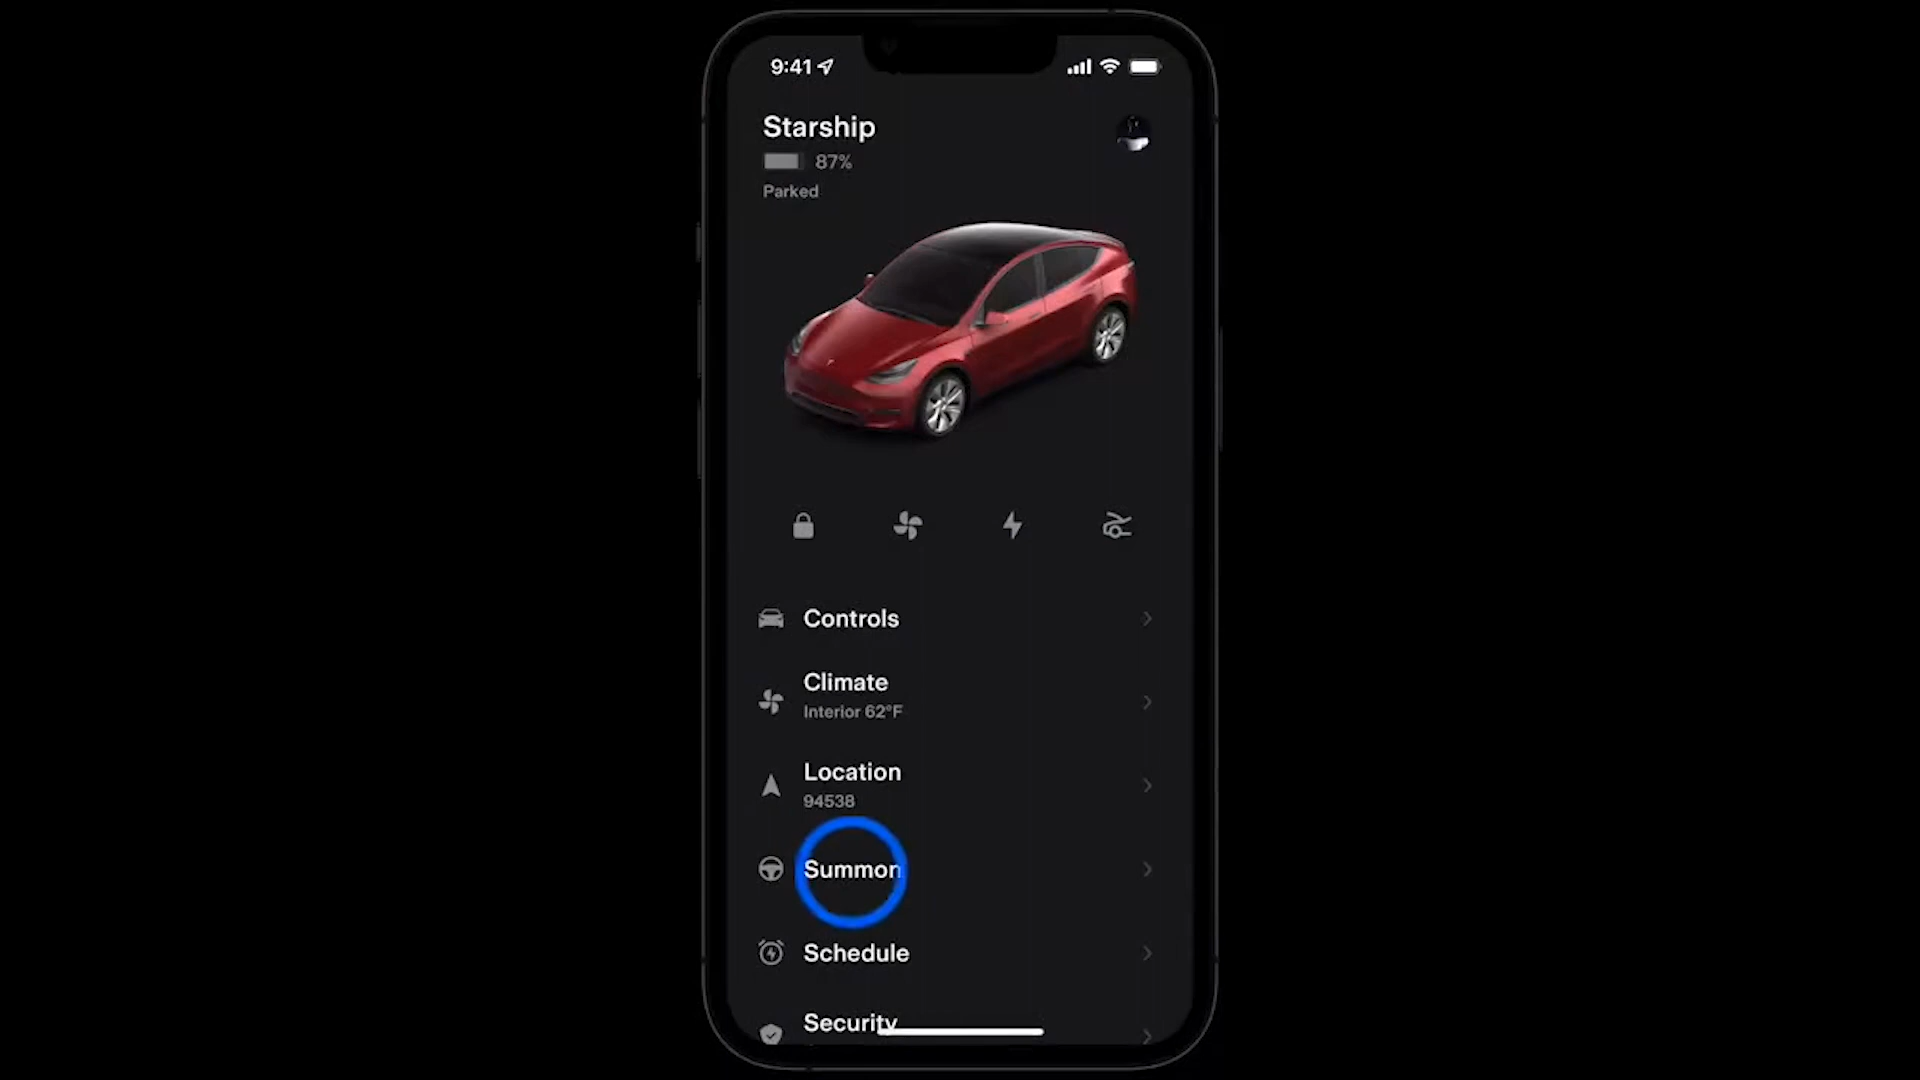 9:41
Starship
87%
Parked
Controls
Climate
Interior 62°F
Location
94538
Summon
Schedule
Security